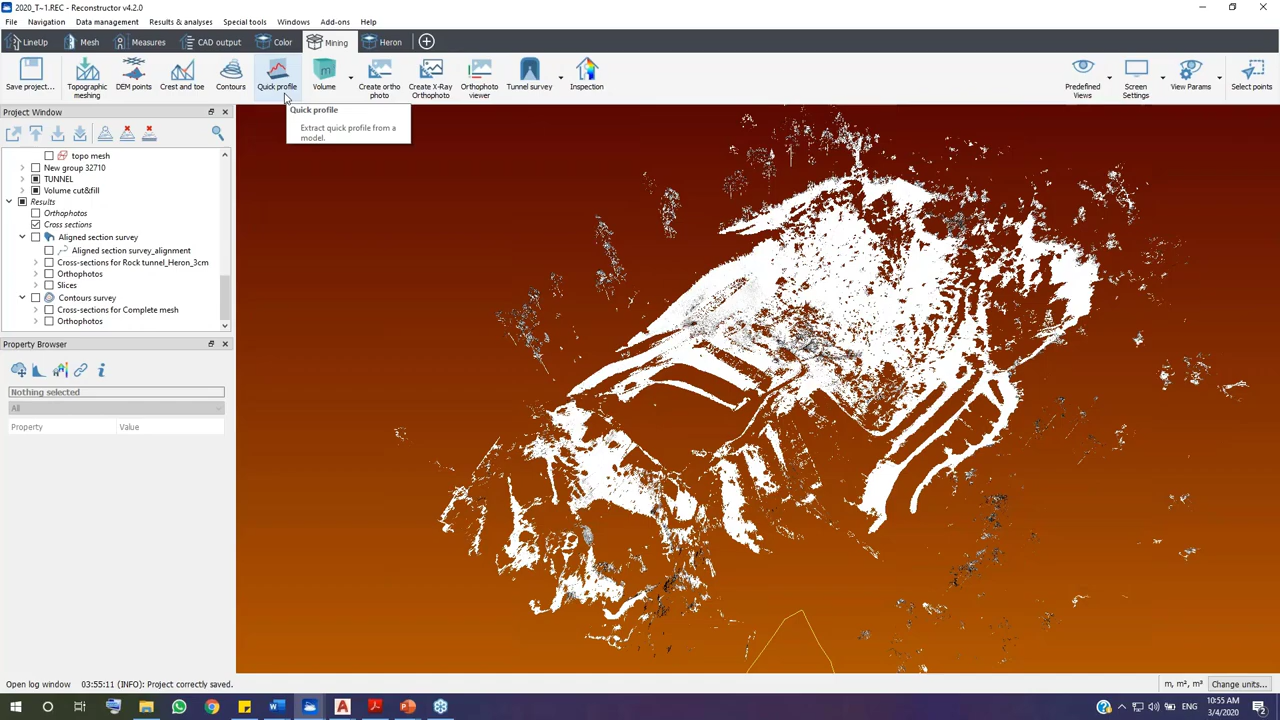 2020_T~1.REC - Reconstructor v4.2.0
File Navigation Data management Results & analyses Special tools Windows Add-ons Help
LineUp Mesh Measures CAD output Color Mining Heron
Save project... Topographic meshing DEM points Crest and toe Contours Quick profile Volume Create ortho photo Create X-Ray Orthophoto Orthophoto viewer Tunnel survey Inspection Predefined Views Screen Settings View Params Select points
Quick profile
Extract quick profile from a
model.
Project Window
topo mesh
New group 32710
TUNNEL
Volume cut&fill
Results
Orthophotos
Cross sections
Aligned section survey
Aligned section survey_alignment
Cross-sections for Rock tunnel_Heron_3cm
Orthophotos
Slices
Contours survey
Cross-sections for Complete mesh
Orthophotos
Property Browser
Nothing selected
All
Property Value
Open log window 03:55:11 (INFO): Project correctly saved. m, m², m³ Change units...
10:55 AM
3/4/2020
2